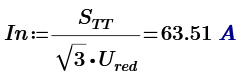 In := S_TT / (√3 • U_red) = 63.51 A